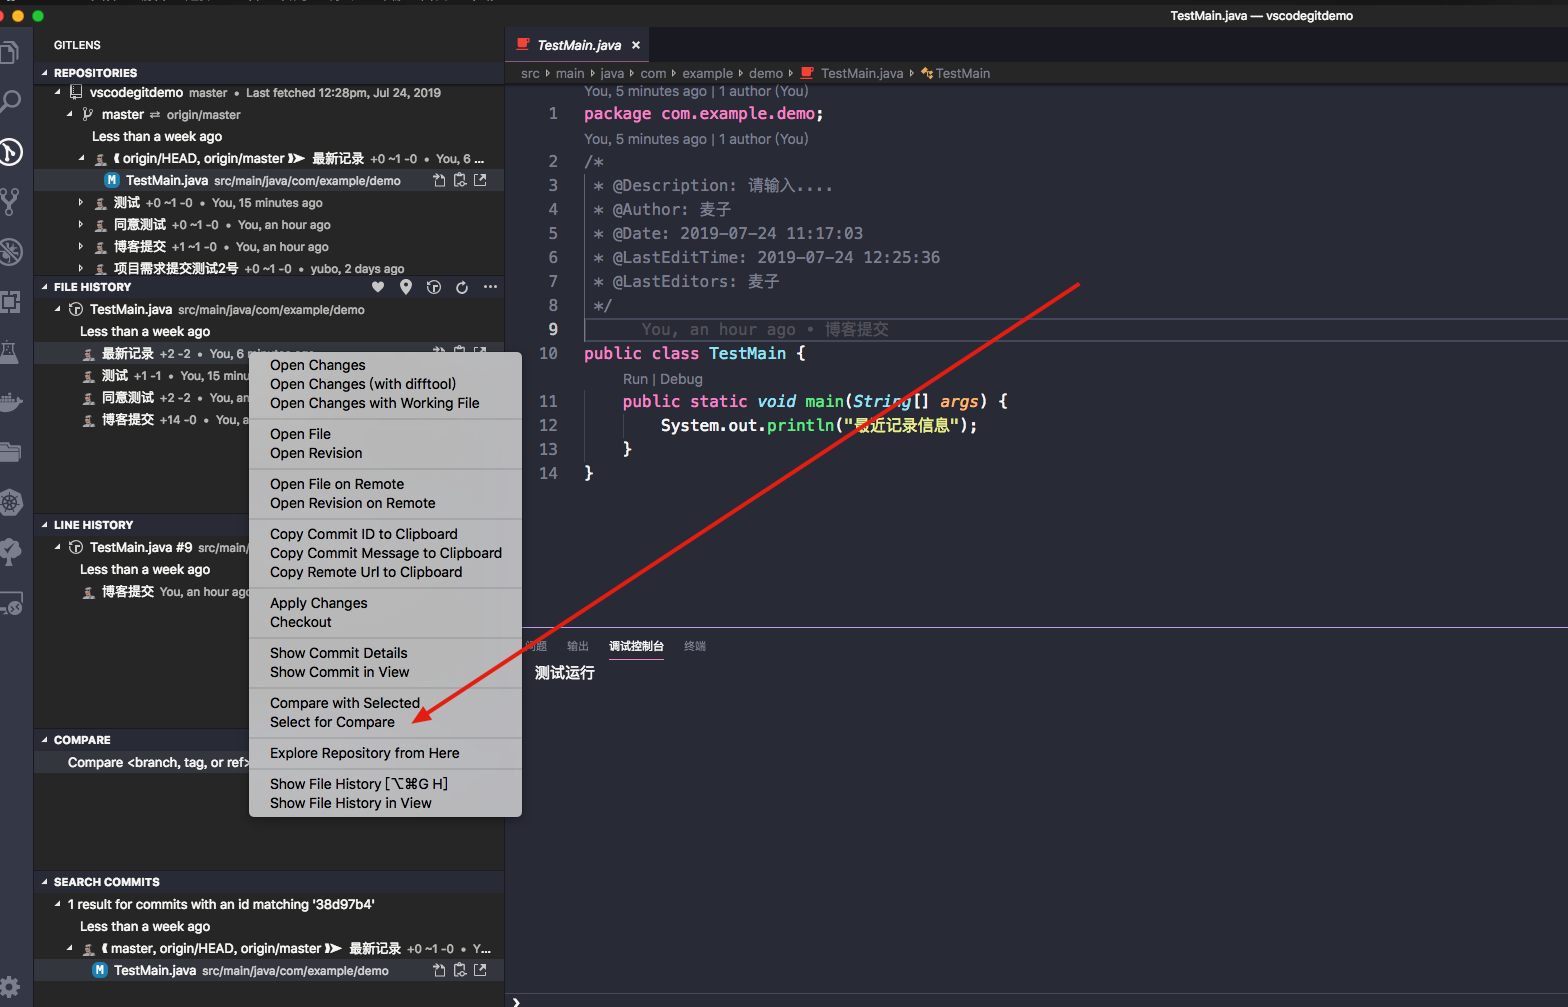 TestMain.java — vscodegitdemo
GITLENS
REPOSITORIES
vscodegitdemo master • Last fetched 12:28pm, Jul 24, 2019
master ⇌ origin/master
Less than a week ago
⟪ origin/HEAD, origin/master ⟫➤ 最新记录 +0 ~1 -0 • You, 6 ...
M TestMain.java src/main/java/com/example/demo
测试 +0 ~1 -0 • You, 15 minutes ago
同意测试 +0 ~1 -0 • You, an hour ago
博客提交 +1 ~1 -0 • You, an hour ago
项目需求提交测试2号 +0 ~1 -0 • yubo, 2 days ago
FILE HISTORY
TestMain.java src/main/java/com/example/demo
Less than a week ago
最新记录 +2 -2 • You, 6 minutes ago
测试 +1 -1 • You, 15 minu
同意测试 +2 -2 • You, an
博客提交 +14 -0 • You, a
LINE HISTORY
TestMain.java #9 src/main/
Less than a week ago
博客提交 You, an hour ago
COMPARE
Compare <branch, tag, or ref>
SEARCH COMMITS
1 result for commits with an id matching '38d97b4'
Less than a week ago
⟪ master, origin/HEAD, origin/master ⟫➤ 最新记录 +0 ~1 -0 • Y...
M TestMain.java src/main/java/com/example/demo
Open Changes
Open Changes (with difftool)
Open Changes with Working File
Open File
Open Revision
Open File on Remote
Open Revision on Remote
Copy Commit ID to Clipboard
Copy Commit Message to Clipboard
Copy Remote Url to Clipboard
Apply Changes
Checkout
Show Commit Details
Show Commit in View
Compare with Selected
Select for Compare
Explore Repository from Here
Show File History [⌥⌘G H]
Show File History in View
TestMain.java ×
src main java com example demo TestMain.java TestMain
You, 5 minutes ago | 1 author (You)
1 package com.example.demo;
You, 5 minutes ago | 1 author (You)
2 /*
3 * @Description: 请输入....
4 * @Author: 麦子
5 * @Date: 2019-07-24 11:17:03
6 * @LastEditTime: 2019-07-24 12:25:36
7 * @LastEditors: 麦子
8 */
9 You, an hour ago • 博客提交
10 public class TestMain {
Run | Debug
11 public static void main(String[] args) {
12 System.out.println("最近记录信息");
13 }
14 }
问题 输出 调试控制台 终端
测试运行